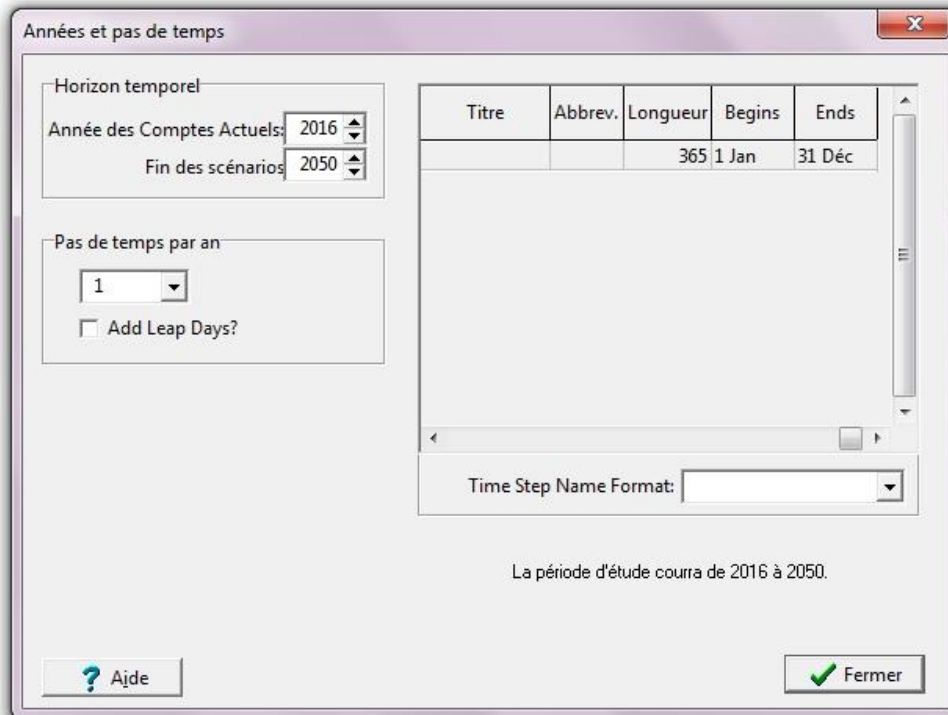 Années et pas de temps
Horizon temporel
Année des Comptes Actuels: 2016
Fin des scénarios 2050
Pas de temps par an
1
Add Leap Days?
Titre Abbrev. Longueur Begins Ends
365 1 Jan 31 Déc
Time Step Name Format:
La période d'étude courra de 2016 à 2050.
? Aide
Fermer